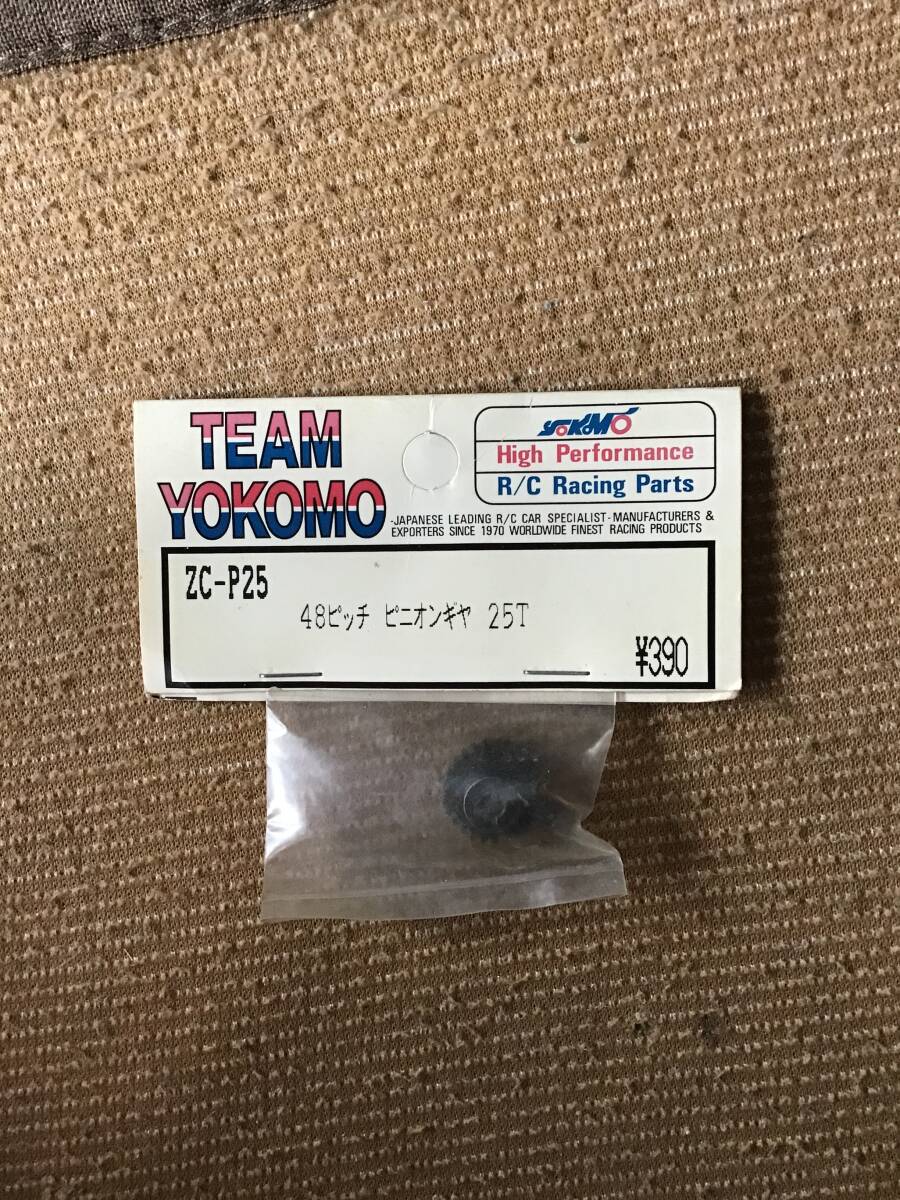 TEAM
YOKOMO
YOKOMO
High Performance
R/C Racing Parts
-JAPANESE LEADING R/C CAR SPECIALIST-MANUFACTURERS &
EXPORTERS SINCE 1970 WORLDWIDE FINEST RACING PRODUCTS
ZC-P25
48ピッチ ピニオンギヤ 25T
¥390